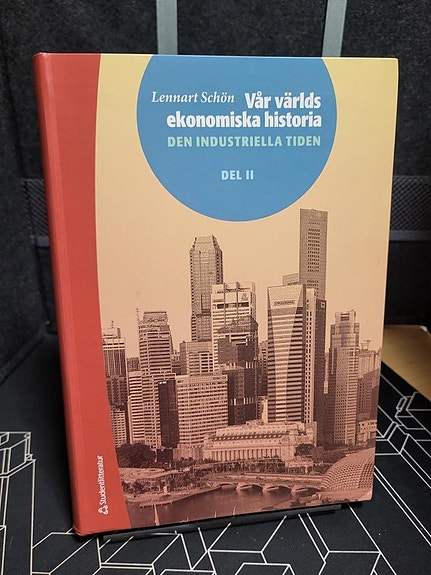 Lennart Schön Vår världs
ekonomiska historia
DEN INDUSTRIELLA TIDEN
DEL II
Studentlitteratur